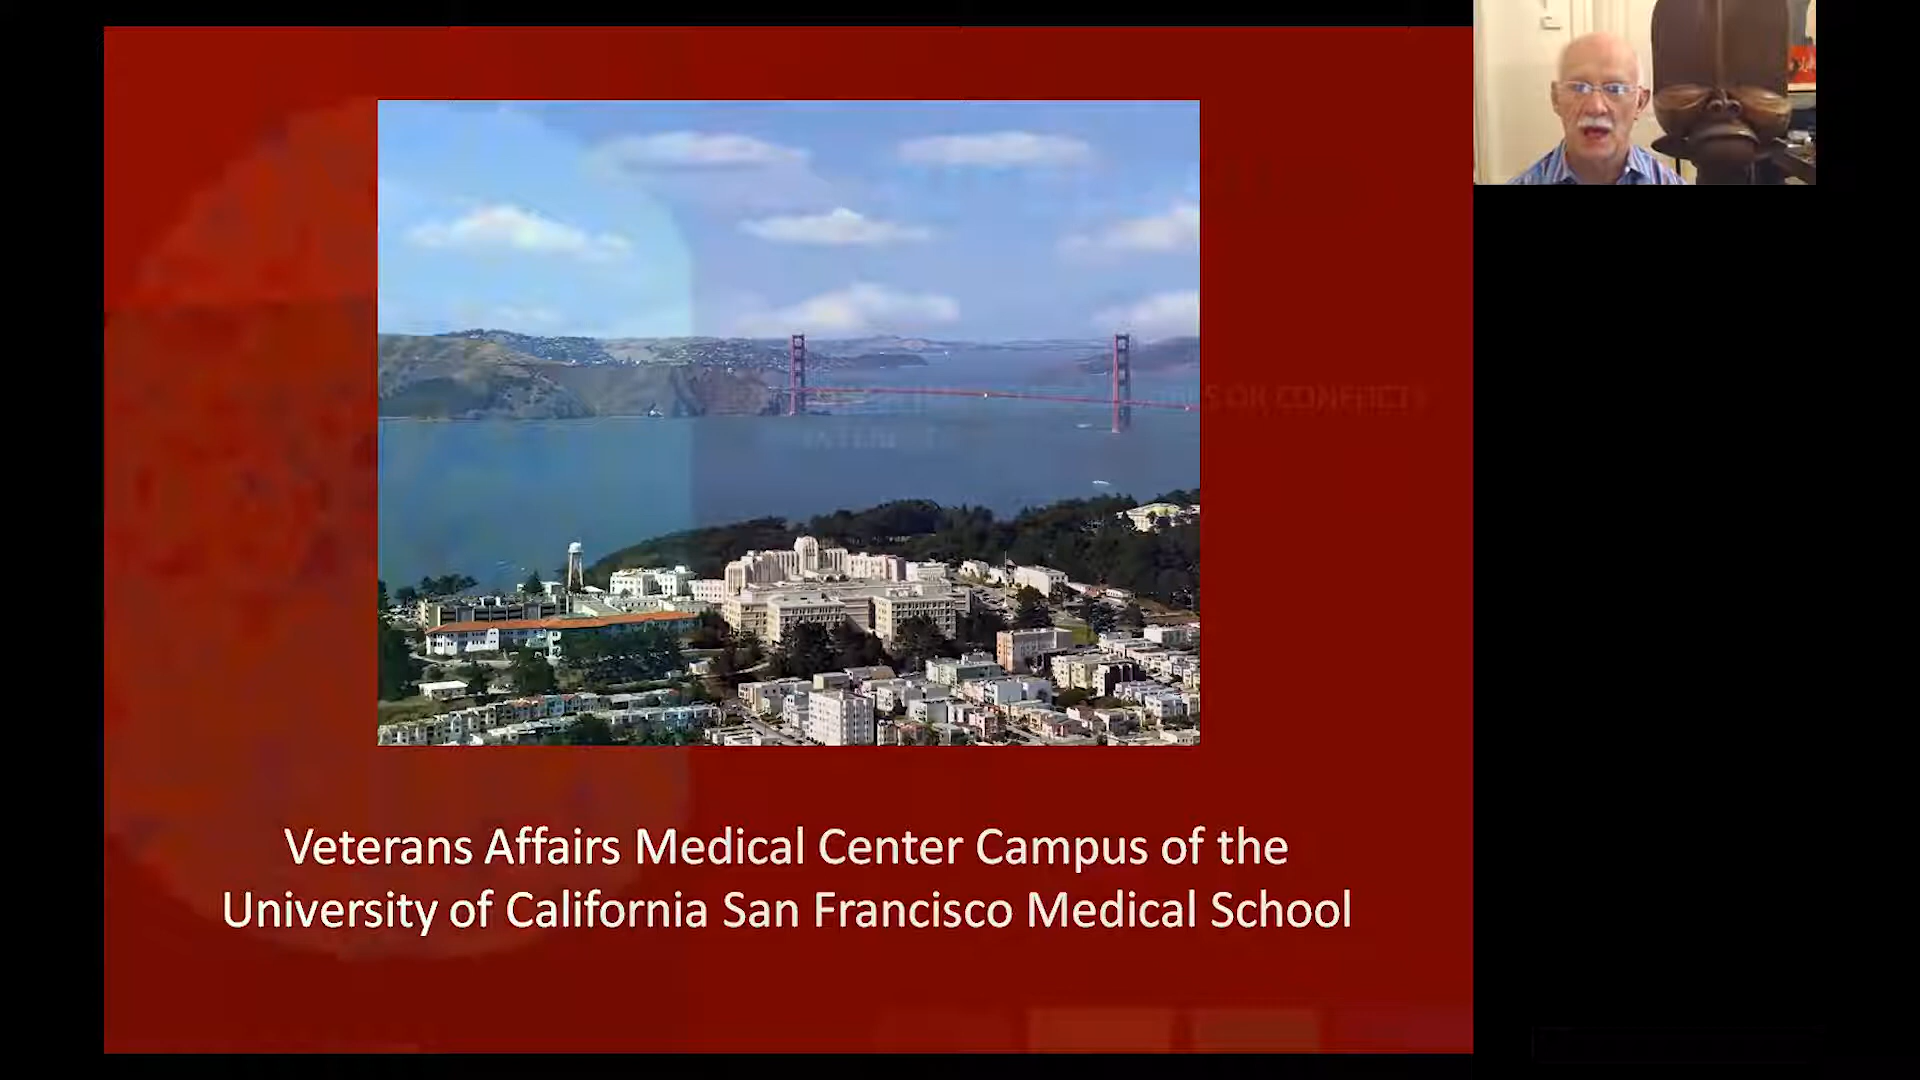 Veterans Affairs Medical Center Campus of the
University of California San Francisco Medical School